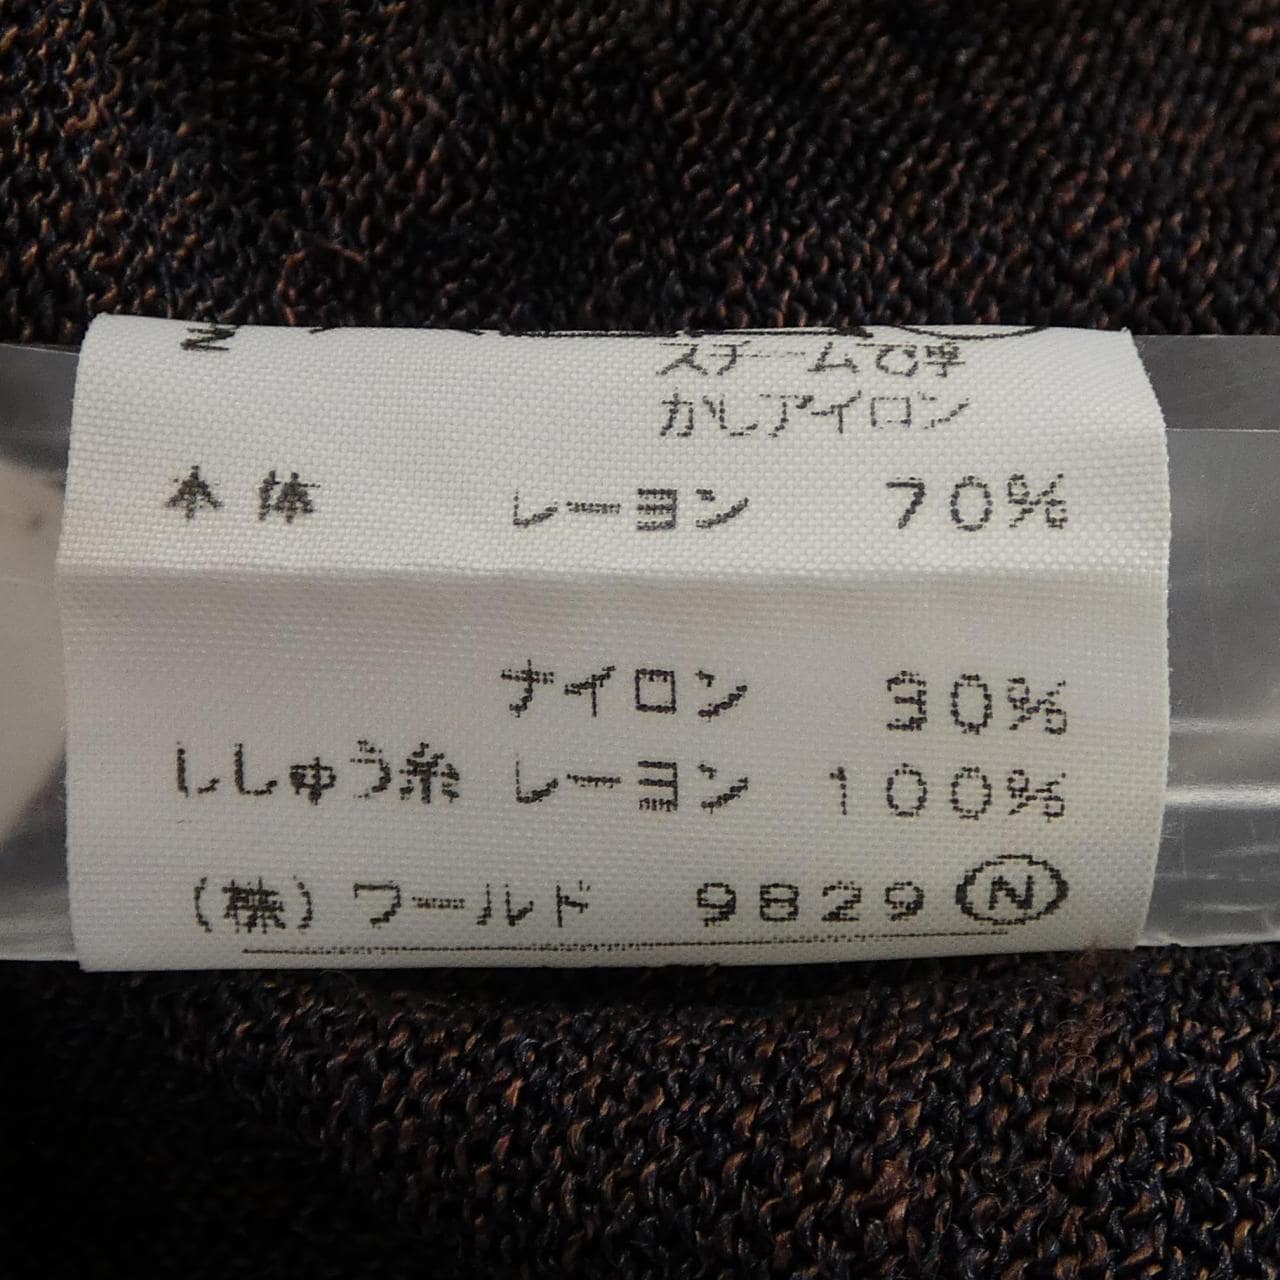 スチームで浮
かしアイロン
本体 レーヨン 70%
ナイロン 30%
ししゅう糸 レーヨン 100%
(株)ワールド 9829 Ⓝ